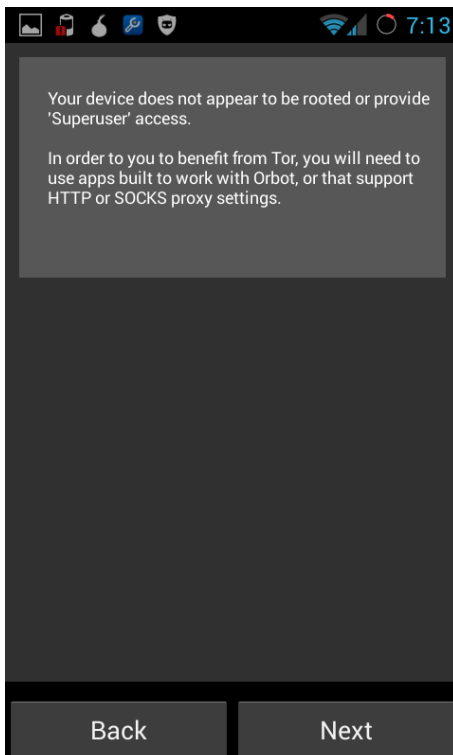 7:13
Your device does not appear to be rooted or provide
'Superuser' access.
In order to you to benefit from Tor, you will need to
use apps built to work with Orbot, or that support
HTTP or SOCKS proxy settings.
Back
Next